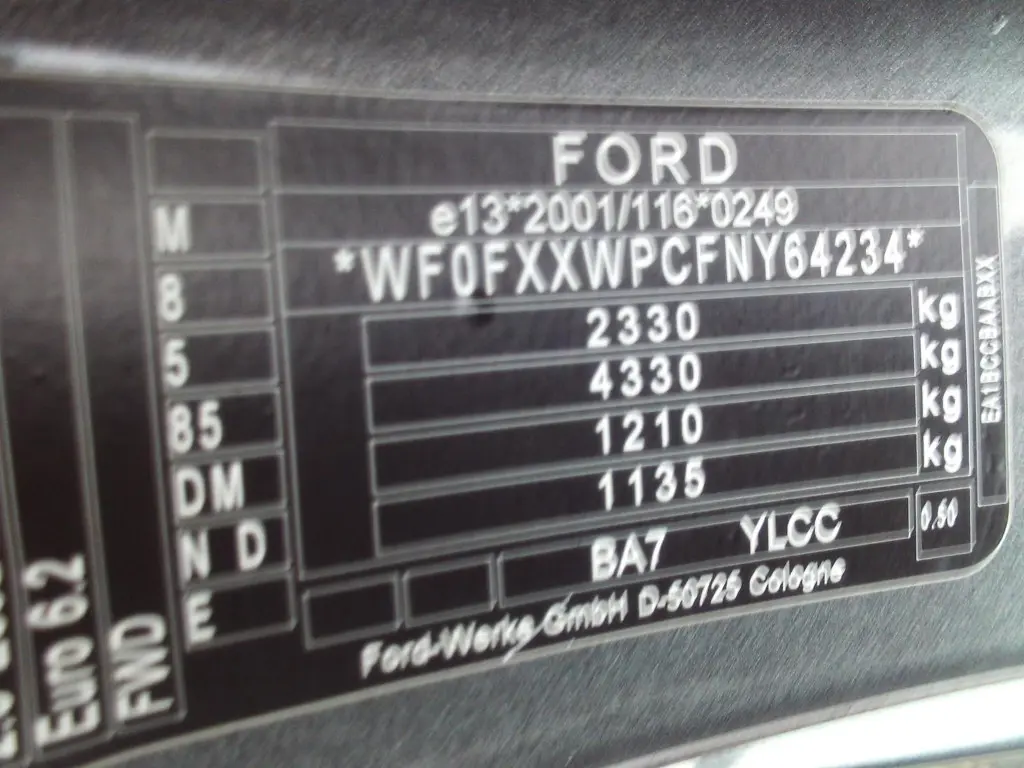 FORD
e13*2001/116*0249
*WF0FXXWPCFNY64234*
M
8
5
85
DM
N D
E
2330 kg
4330 kg
1210 kg
1135 kg
BA7 YLCC
0.50
Ford-Werke GmbH D-50725 Cologne
EA1BCCBAABXX
FWD
Euro 6.2